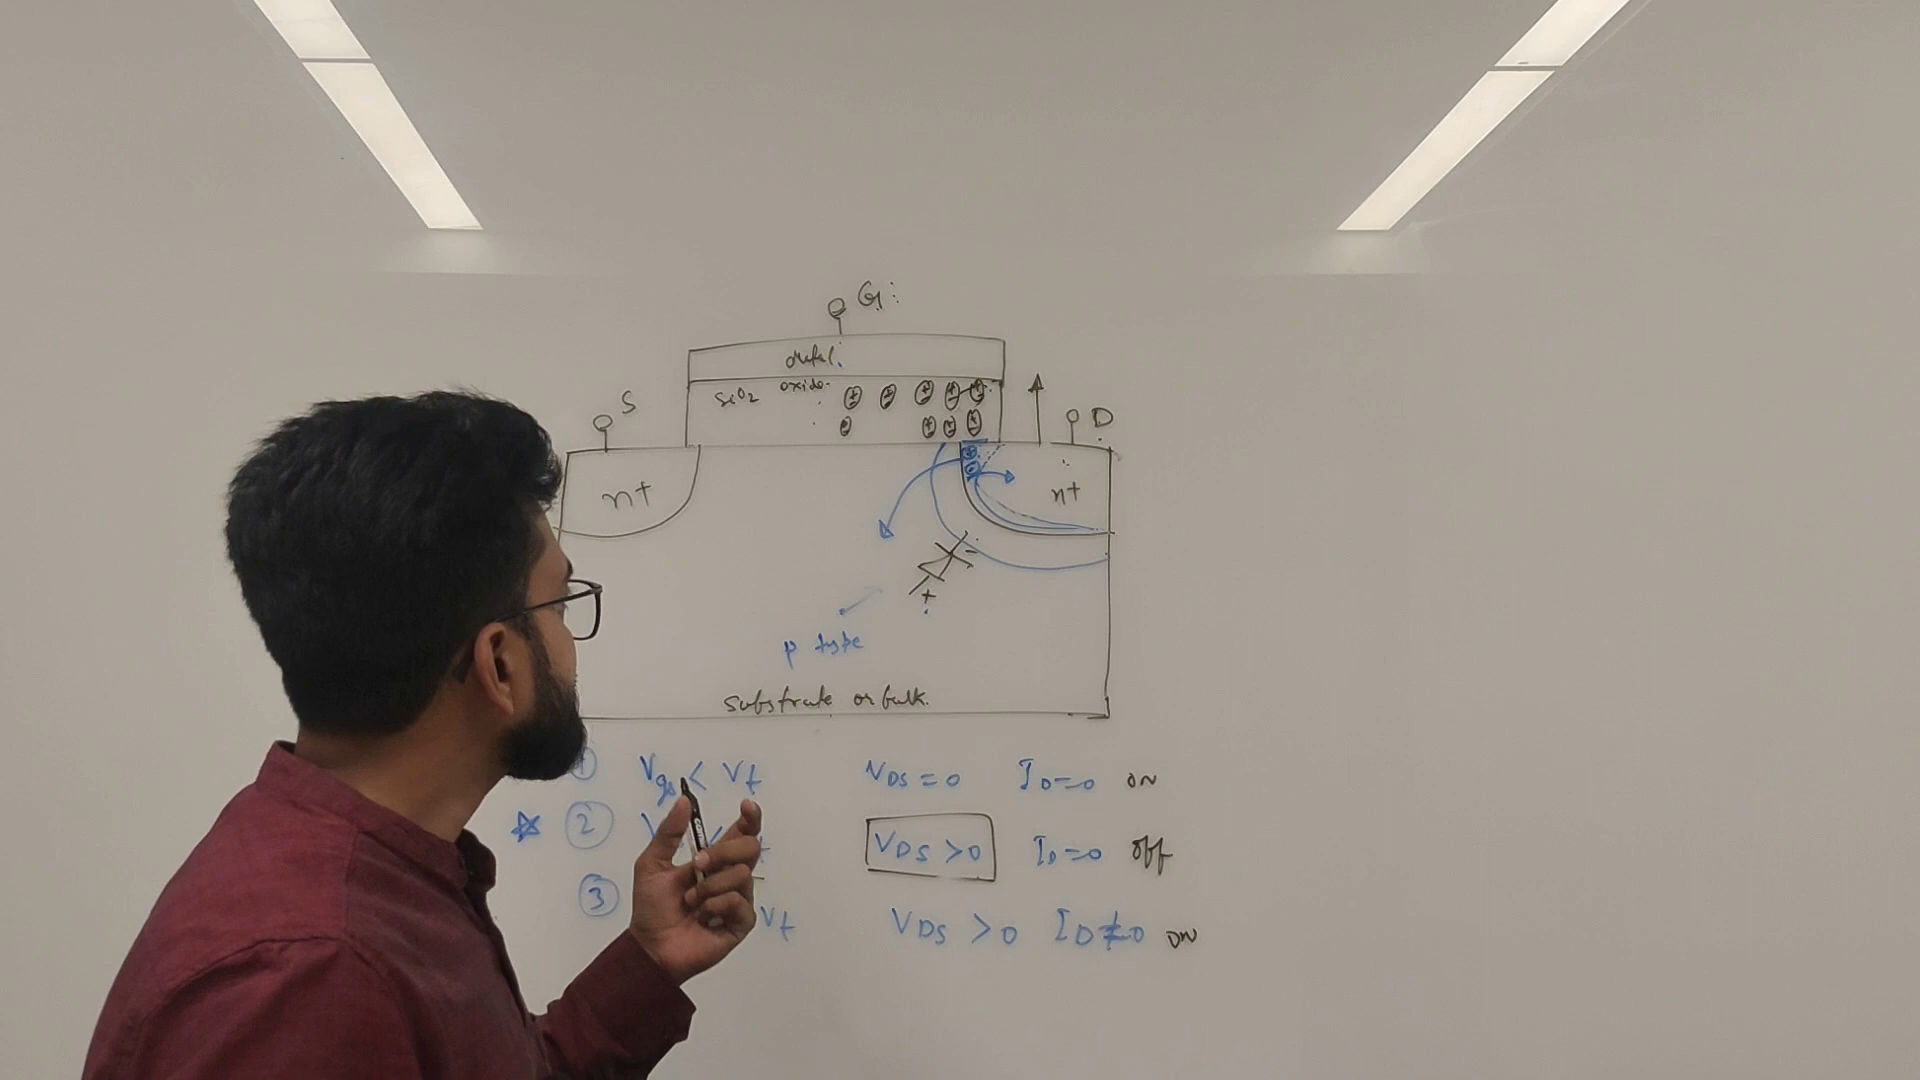 G:
metal.
SiO2 oxide.
S
D
n+
n+
p type
substrate or bulk.
1 Vgs < Vt VDS = 0 ID=0 ON
2 V < t VDS >0 ID=0 OFF
3 Vt VDS >0 ID≠0 ON